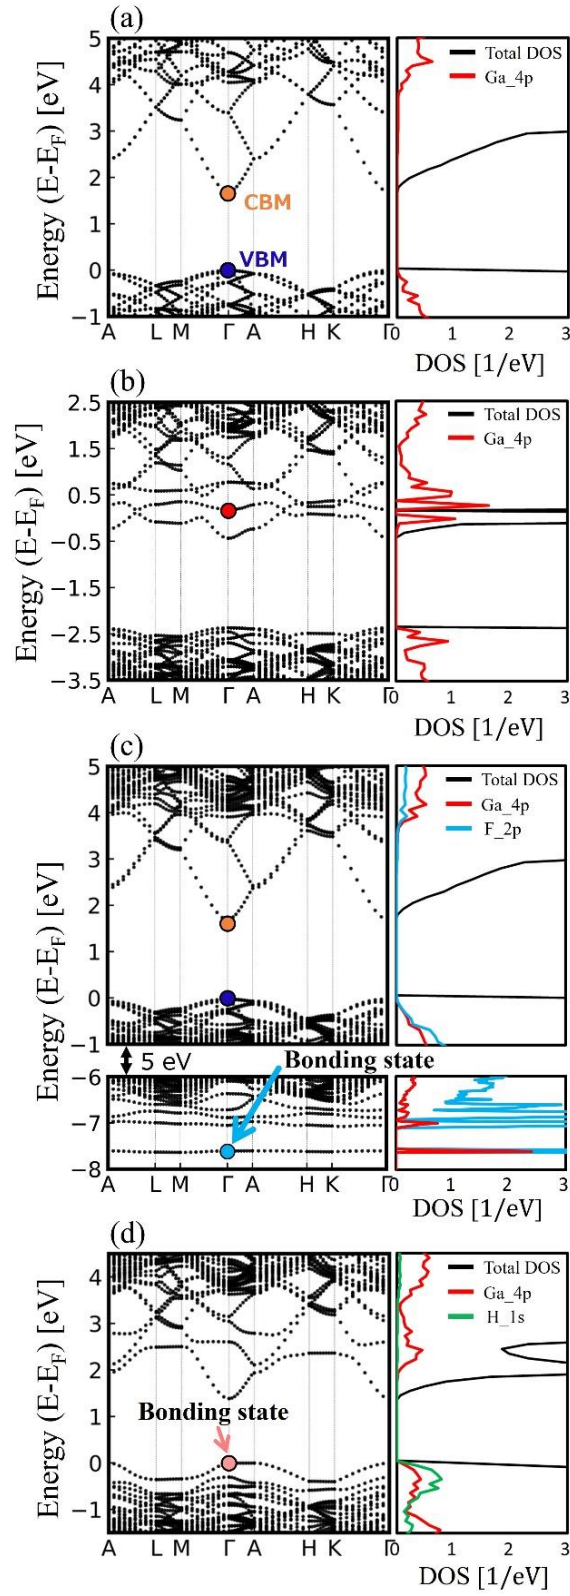 (a)
Energy (E-E_F) [eV]
5
4
3
2
1
0
−1
CBM
VBM
A L M Γ A H K Γ
Total DOS
Ga_4p
0 1 2 3
DOS [1/eV]
(b)
Energy (E-E_F) [eV]
2.5
1.5
0.5
−0.5
−1.5
−2.5
−3.5
A L M Γ A H K Γ
Total DOS
Ga_4p
0 1 2 3
DOS [1/eV]
(c)
Energy (E-E_F) [eV]
5
4
3
2
1
0
−1
Total DOS
Ga_4p
F_2p
5 eV
Bonding state
−6
−7
−8
A L M Γ A H K Γ
0 1 2 3
DOS [1/eV]
(d)
Energy (E-E_F) [eV]
4
3
2
1
0
−1
Bonding state
A L M Γ A H K Γ
Total DOS
Ga_4p
H_1s
0 1 2 3
DOS [1/eV]